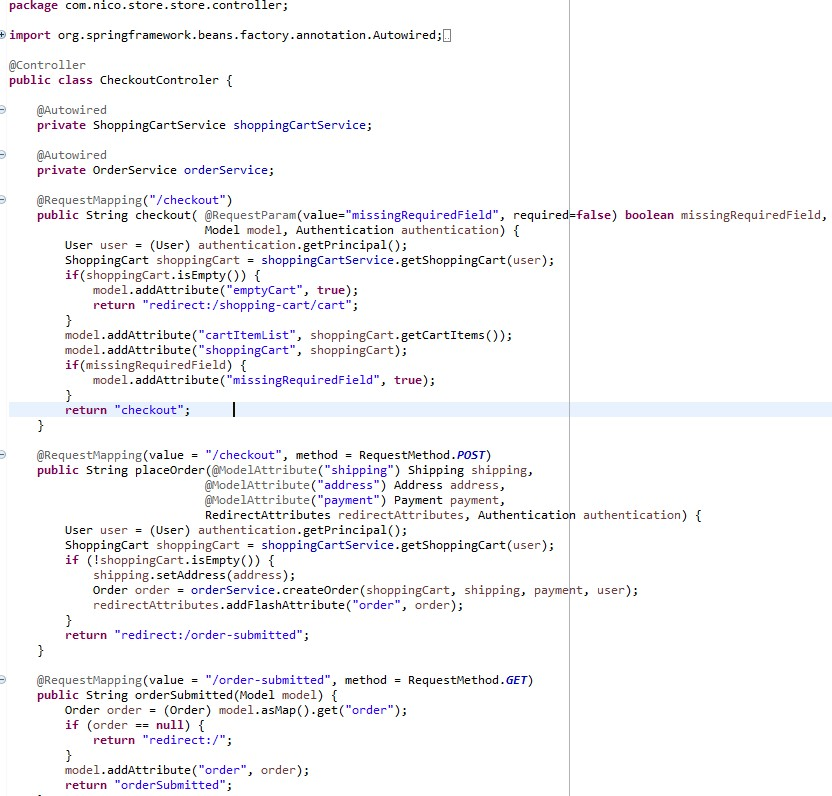 package com.nico.store.store.controller;
import org.springframework.beans.factory.annotation.Autowired;
@Controller
public class CheckoutControler {
@Autowired
private ShoppingCartService shoppingCartService;
@Autowired
private OrderService orderService;
@RequestMapping("/checkout")
public String checkout( @RequestParam(value="missingRequiredField", required=false) boolean missingRequiredField,
Model model, Authentication authentication) {
User user = (User) authentication.getPrincipal();
ShoppingCart shoppingCart = shoppingCartService.getShoppingCart(user);
if(shoppingCart.isEmpty()) {
model.addAttribute("emptyCart", true);
return "redirect:/shopping-cart/cart";
}
model.addAttribute("cartItemList", shoppingCart.getCartItems());
model.addAttribute("shoppingCart", shoppingCart);
if(missingRequiredField) {
model.addAttribute("missingRequiredField", true);
}
return "checkout";
}
@RequestMapping(value = "/checkout", method = RequestMethod.POST)
public String placeOrder(@ModelAttribute("shipping") Shipping shipping,
@ModelAttribute("address") Address address,
@ModelAttribute("payment") Payment payment,
RedirectAttributes redirectAttributes, Authentication authentication) {
User user = (User) authentication.getPrincipal();
ShoppingCart shoppingCart = shoppingCartService.getShoppingCart(user);
if (!shoppingCart.isEmpty()) {
shipping.setAddress(address);
Order order = orderService.createOrder(shoppingCart, shipping, payment, user);
redirectAttributes.addFlashAttribute("order", order);
}
return "redirect:/order-submitted";
}
@RequestMapping(value = "/order-submitted", method = RequestMethod.GET)
public String orderSubmitted(Model model) {
Order order = (Order) model.asMap().get("order");
if (order == null) {
return "redirect:/";
}
model.addAttribute("order", order);
return "orderSubmitted";